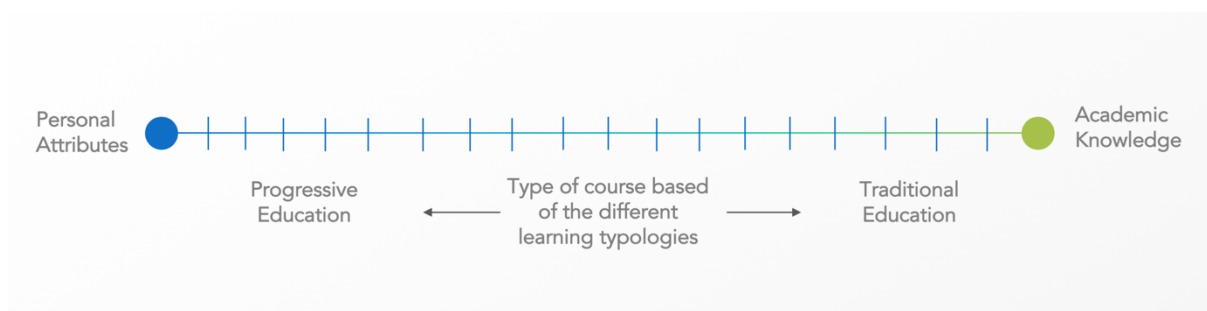 Personal
Attributes
Academic
Knowledge
Progressive
Education
Type of course based
of the different
learning typologies
Traditional
Education